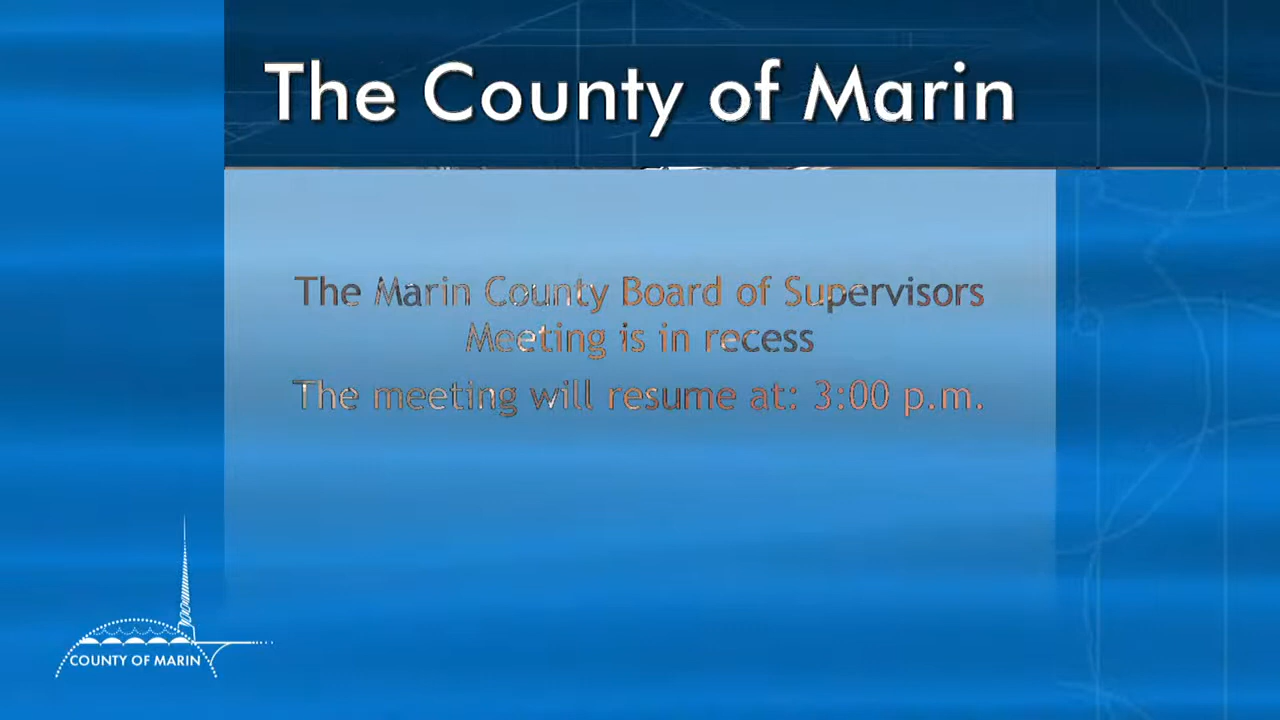 The County of Marin
The Marin County Board of Supervisors
Meeting is in recess
The meeting will resume at: 3:00 p.m.
COUNTY OF MARIN